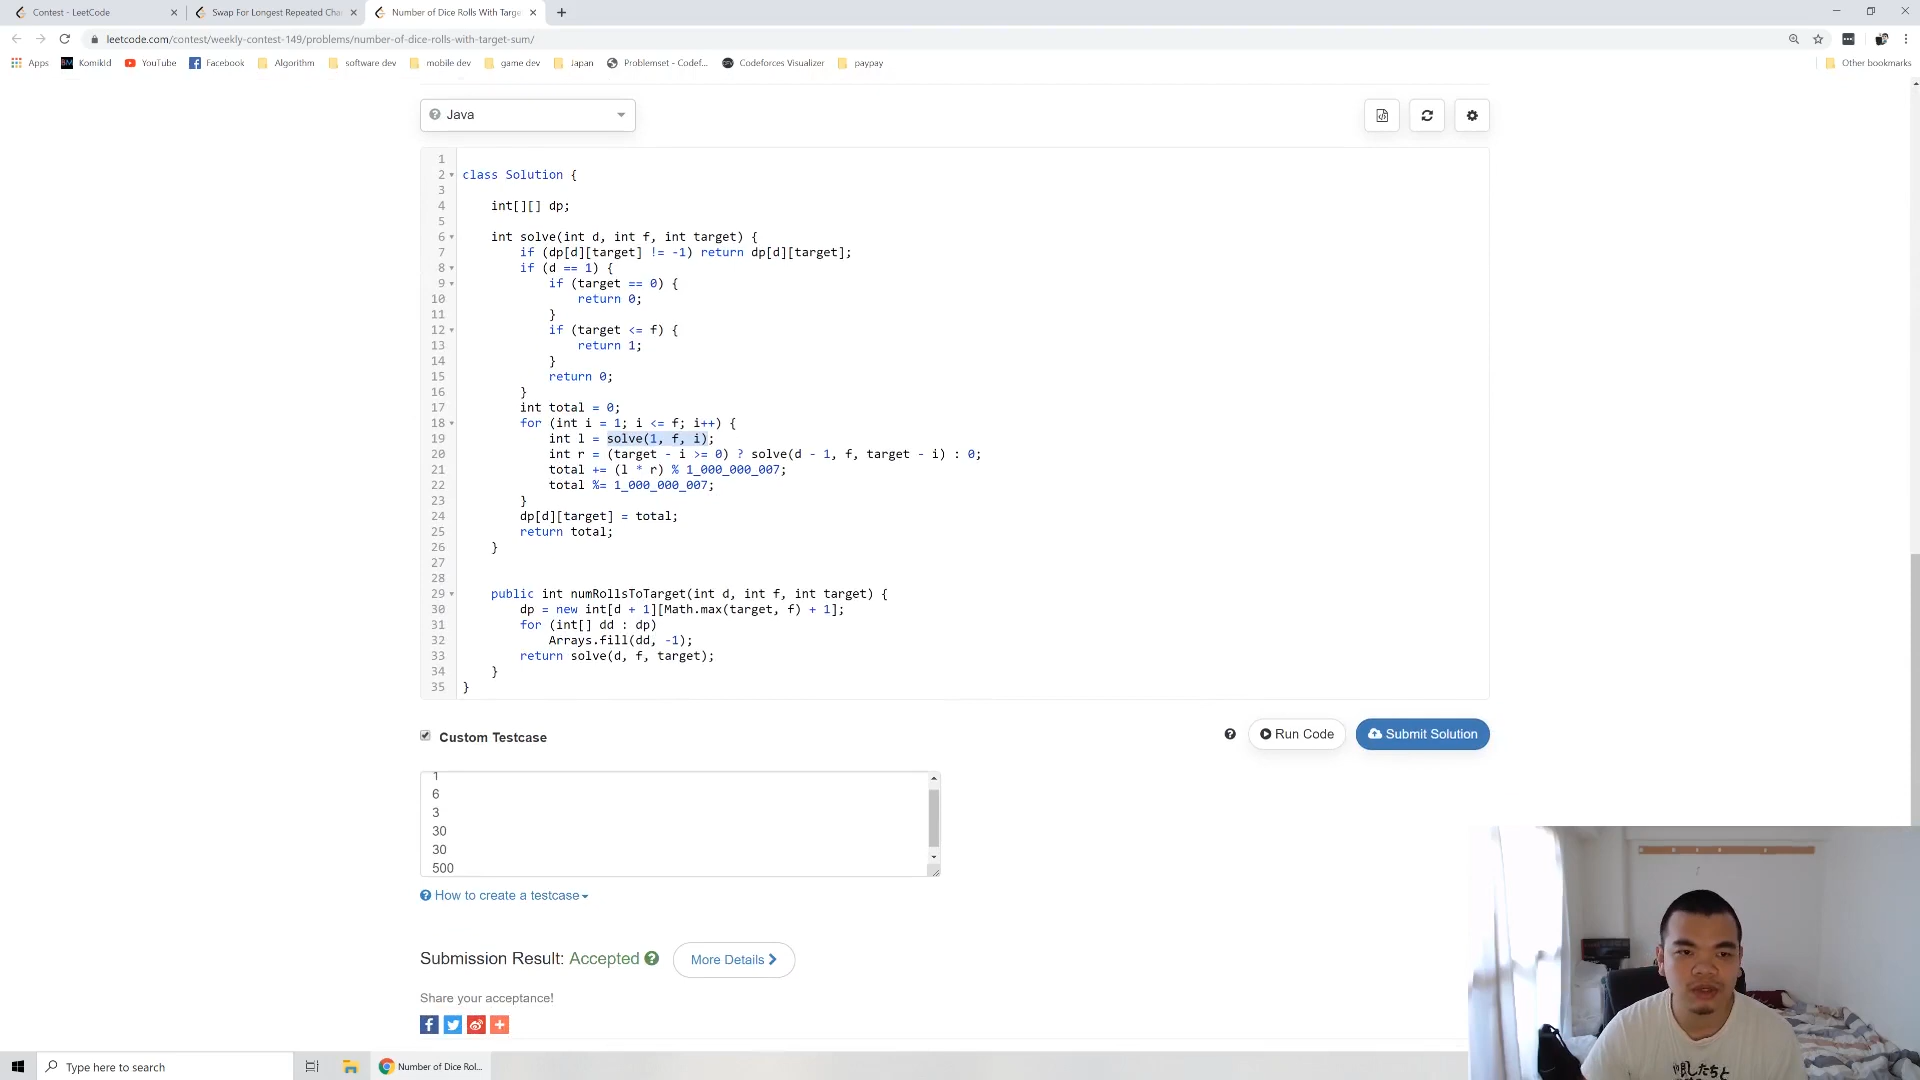 Contest - LeetCode
Swap For Longest Repeated Cha
Number of Dice Rolls With Targe
leetcode.com/contest/weekly-contest-149/problems/number-of-dice-rolls-with-target-sum/
Apps
KomikId
YouTube
Facebook
Algorithm
software dev
mobile dev
game dev
Japan
Problemset - Codef...
Codeforces Visualizer
paypay
Other bookmarks
Java
1
2 class Solution {
3
4 int[][] dp;
5
6 int solve(int d, int f, int target) {
7 if (dp[d][target] != -1) return dp[d][target];
8 if (d == 1) {
9 if (target == 0) {
10 return 0;
11 }
12 if (target <= f) {
13 return 1;
14 }
15 return 0;
16 }
17 int total = 0;
18 for (int i = 1; i <= f; i++) {
19 int l = solve(1, f, i);
20 int r = (target - i >= 0) ? solve(d - 1, f, target - i) : 0;
21 total += (l * r) % 1_000_000_007;
22 total %= 1_000_000_007;
23 }
24 dp[d][target] = total;
25 return total;
26 }
27
28
29 public int numRollsToTarget(int d, int f, int target) {
30 dp = new int[d + 1][Math.max(target, f) + 1];
31 for (int[] dd : dp)
32 Arrays.fill(dd, -1);
33 return solve(d, f, target);
34 }
35 }
Custom Testcase
Run Code
Submit Solution
1
6
3
30
30
500
How to create a testcase
Submission Result: Accepted
More Details
Share your acceptance!
Type here to search
Number of Dice Rol...